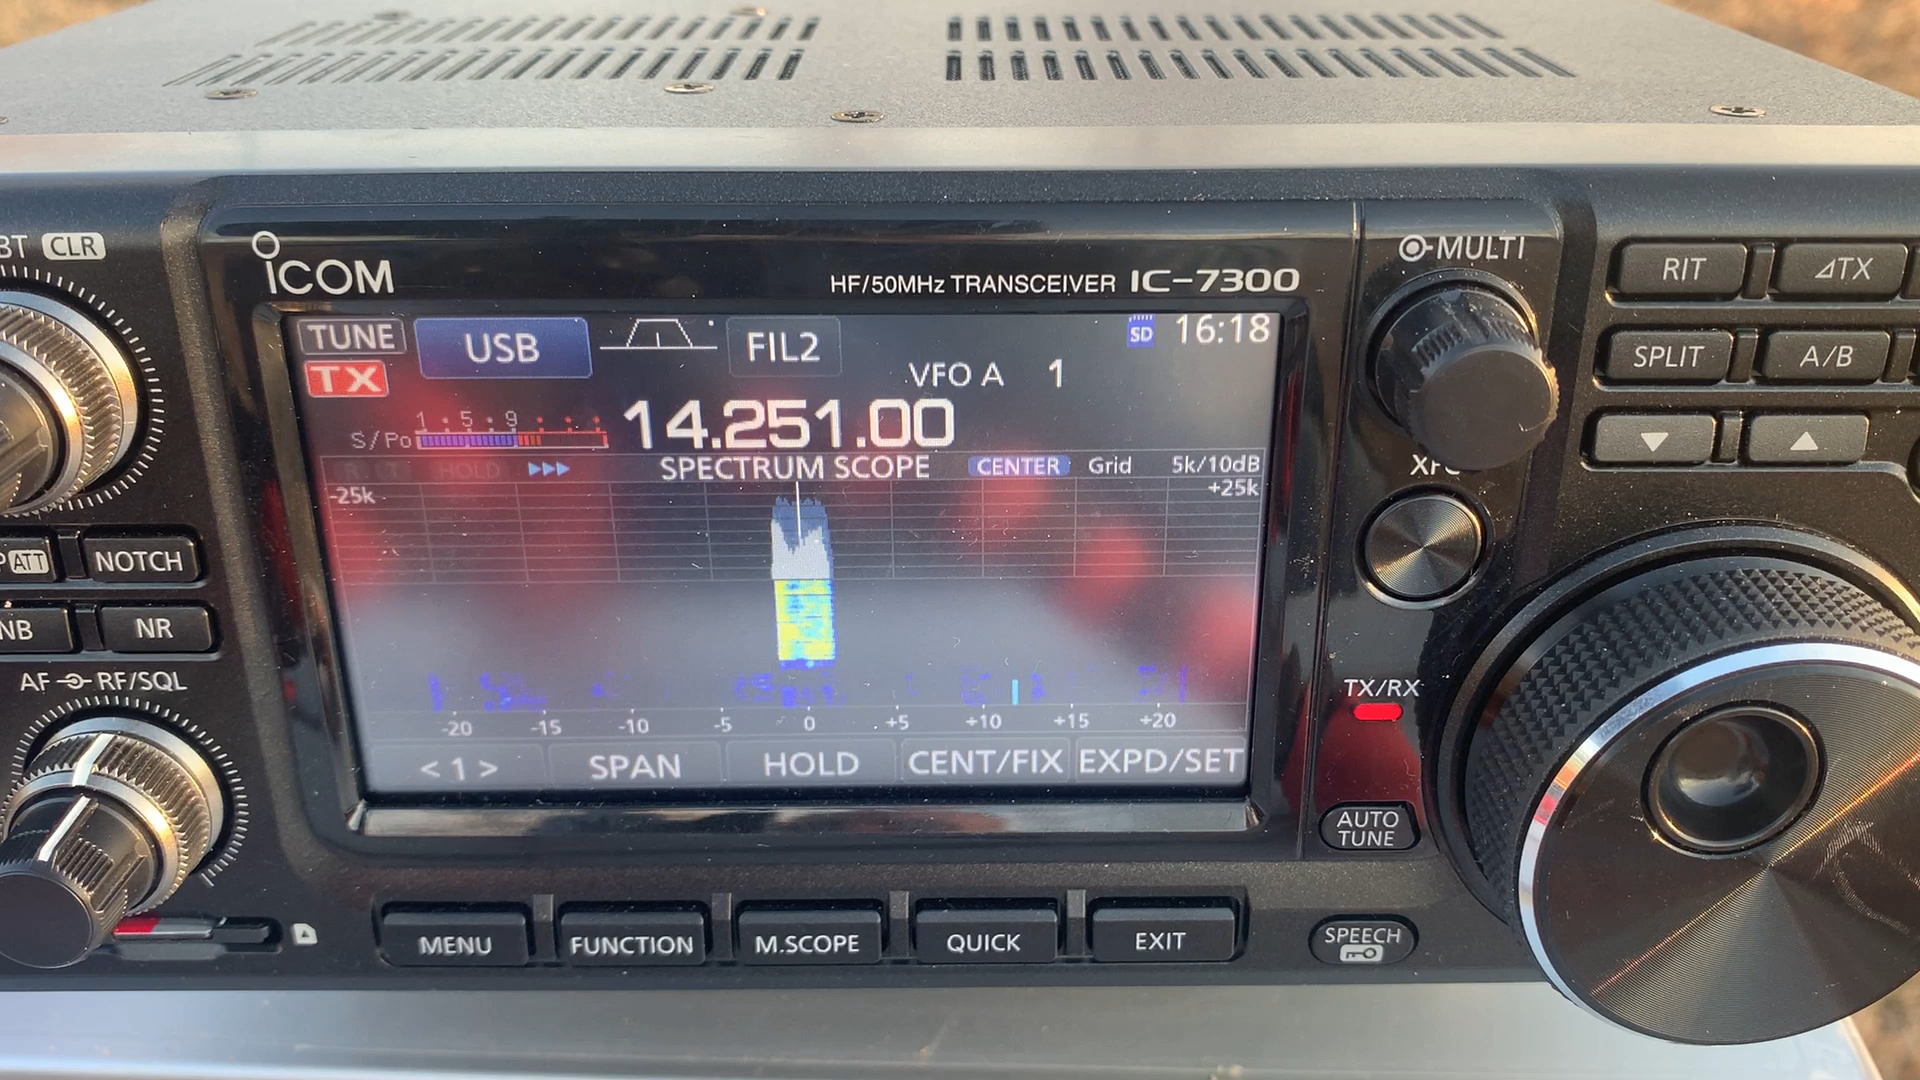 BT CLR
ICOM
HF/50MHz TRANSCEIVER IC-7300
MULTI
RIT
⊿TX
TUNE
USB
FIL2
SD
16:18
TX
VFO A 1
SPLIT
A/B
1 5 9
S/Po
14.251.00
HOLD
SPECTRUM SCOPE
CENTER
Grid
5k/10dB
-25k
+25k
P ATT
NOTCH
NB
NR
AF RF/SQL
TX/RX
-20 -15 -10 -5 0 +5 +10 +15 +20
< 1 >
SPAN
HOLD
CENT/FIX
EXPD/SET
AUTO
TUNE
MENU
FUNCTION
M.SCOPE
QUICK
EXIT
SPEECH